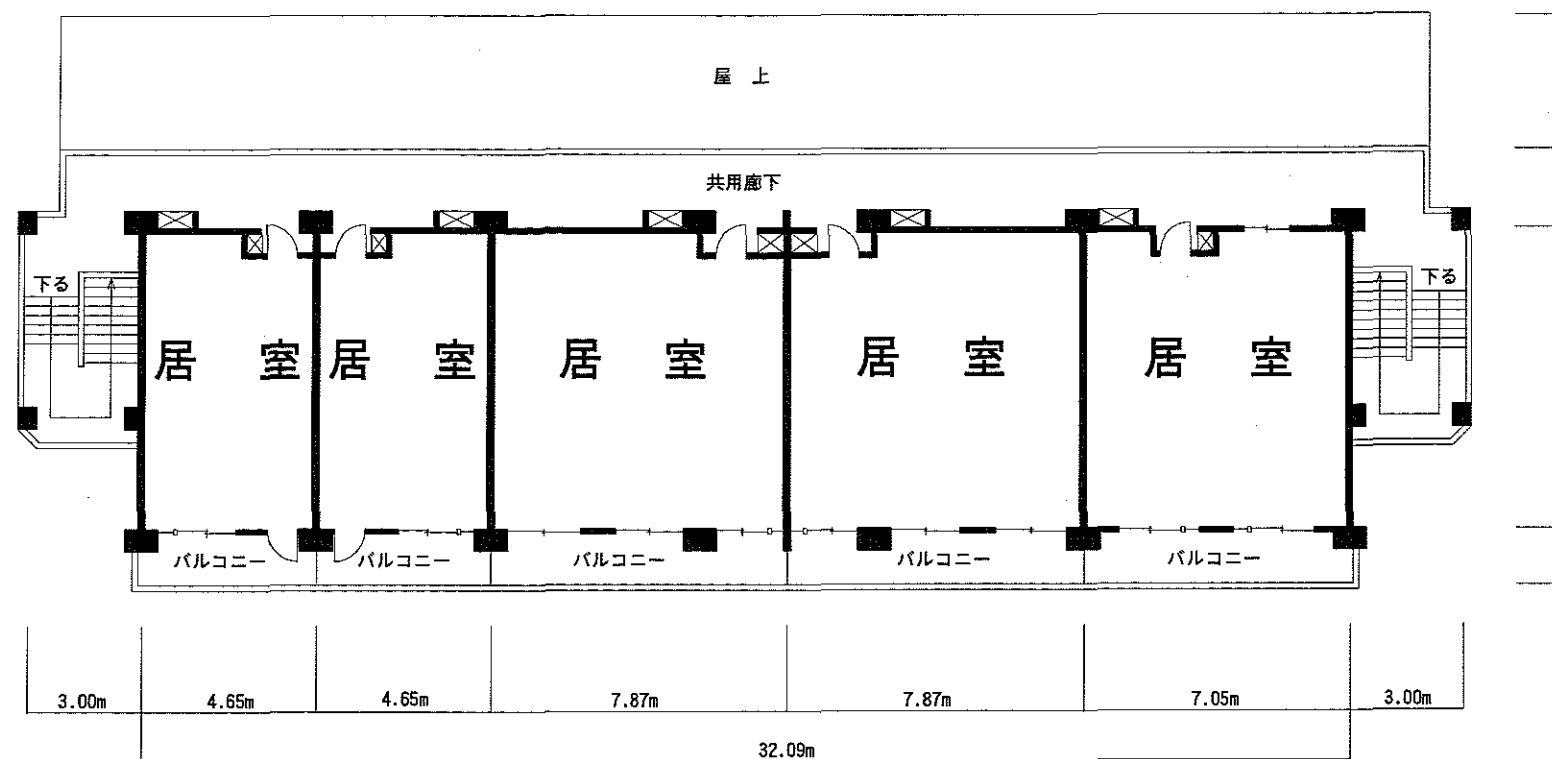 屋 上
共用廊下
下る
下る
居 室
居 室
居 室
居 室
居 室
バルコニー
バルコニー
バルコニー
バルコニー
バルコニー
3.00m
4.65m
4.65m
7.87m
7.87m
7.05m
3.00m
32.09m